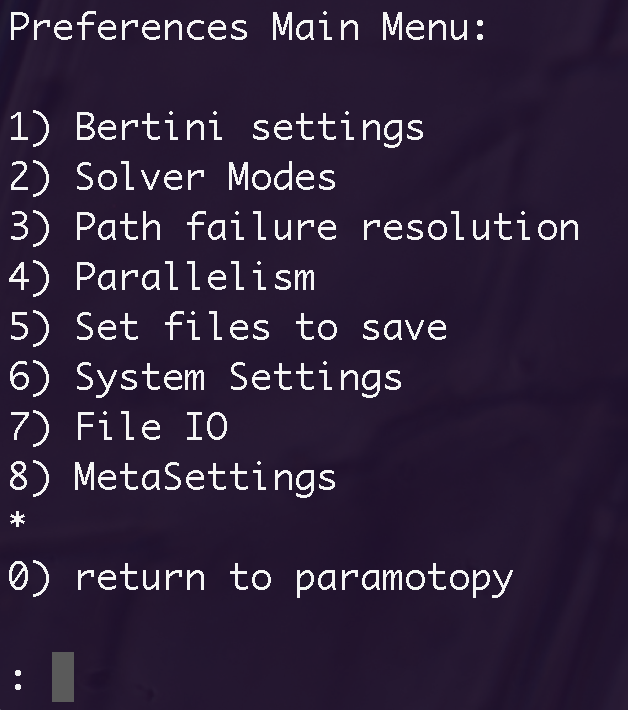 Preferences Main Menu:
1) Bertini settings
2) Solver Modes
3) Path failure resolution
4) Parallelism
5) Set files to save
6) System Settings
7) File IO
8) MetaSettings
*
0) return to paramotopy
: